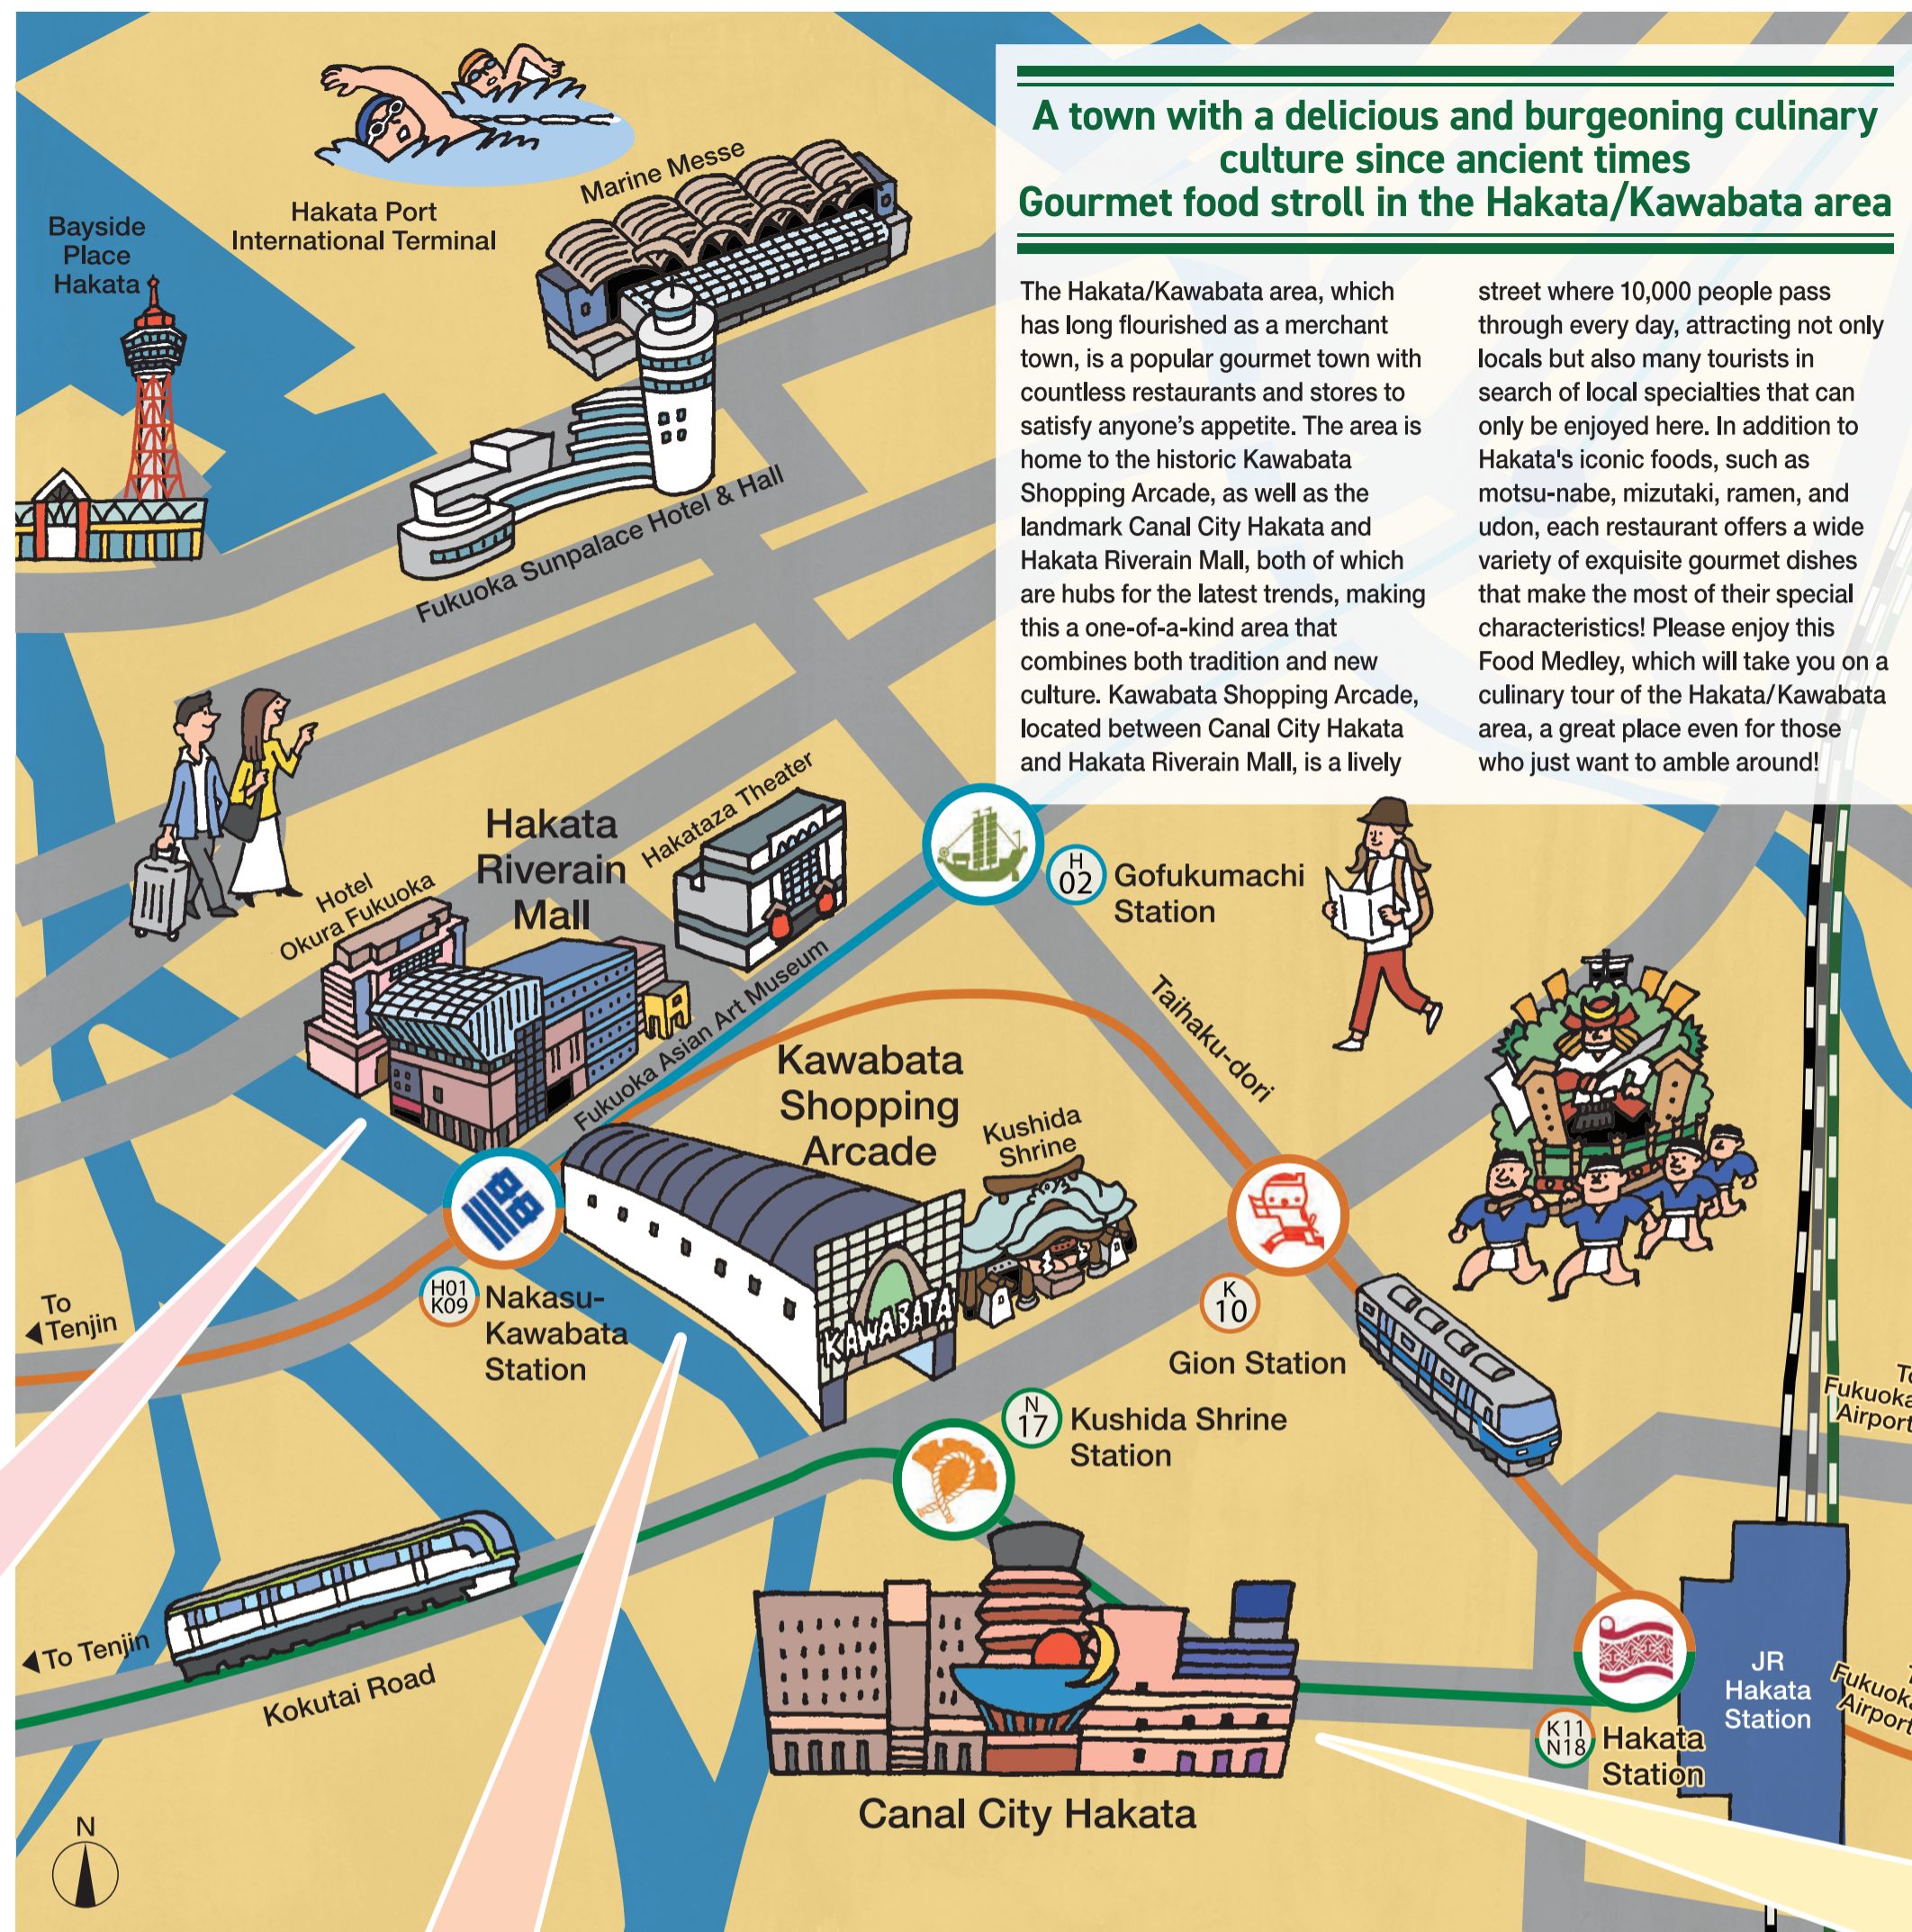 A town with a delicious and burgeoning culinary
culture since ancient times
Gourmet food stroll in the Hakata/Kawabata area
The Hakata/Kawabata area, which
has long flourished as a merchant
town, is a popular gourmet town with
countless restaurants and stores to
satisfy anyone's appetite. The area is
home to the historic Kawabata
Shopping Arcade, as well as the
landmark Canal City Hakata and
Hakata Riverain Mall, both of which
are hubs for the latest trends, making
this a one-of-a-kind area that
combines both tradition and new
culture. Kawabata Shopping Arcade,
located between Canal City Hakata
and Hakata Riverain Mall, is a lively
street where 10,000 people pass
through every day, attracting not only
locals but also many tourists in
search of local specialties that can
only be enjoyed here. In addition to
Hakata's iconic foods, such as
motsu-nabe, mizutaki, ramen, and
udon, each restaurant offers a wide
variety of exquisite gourmet dishes
that make the most of their special
characteristics! Please enjoy this
Food Medley, which will take you on a
culinary tour of the Hakata/Kawabata
area, a great place even for those
who just want to amble around!
Marine Messe
Hakata Port
International Terminal
Bayside
Place
Hakata
Fukuoka Sunpalace Hotel & Hall
Hakataza Theater
Hakata
Riverain
Mall
Hotel
Okura Fukuoka
H
02
Gofukumachi
Station
Fukuoka Asian Art Museum
Taihaku-dori
Kawabata
Shopping
Arcade
Kushida
Shrine
KAWABATA
H01
K09
Nakasu-
Kawabata
Station
To
Tenjin
K
10
Gion Station
N
17
Kushida Shrine
Station
Fukuoka
Airport
To Tenjin
Kokutai Road
JR
Hakata
Station
Airport
K11
N18
Hakata
Station
Canal City Hakata
N